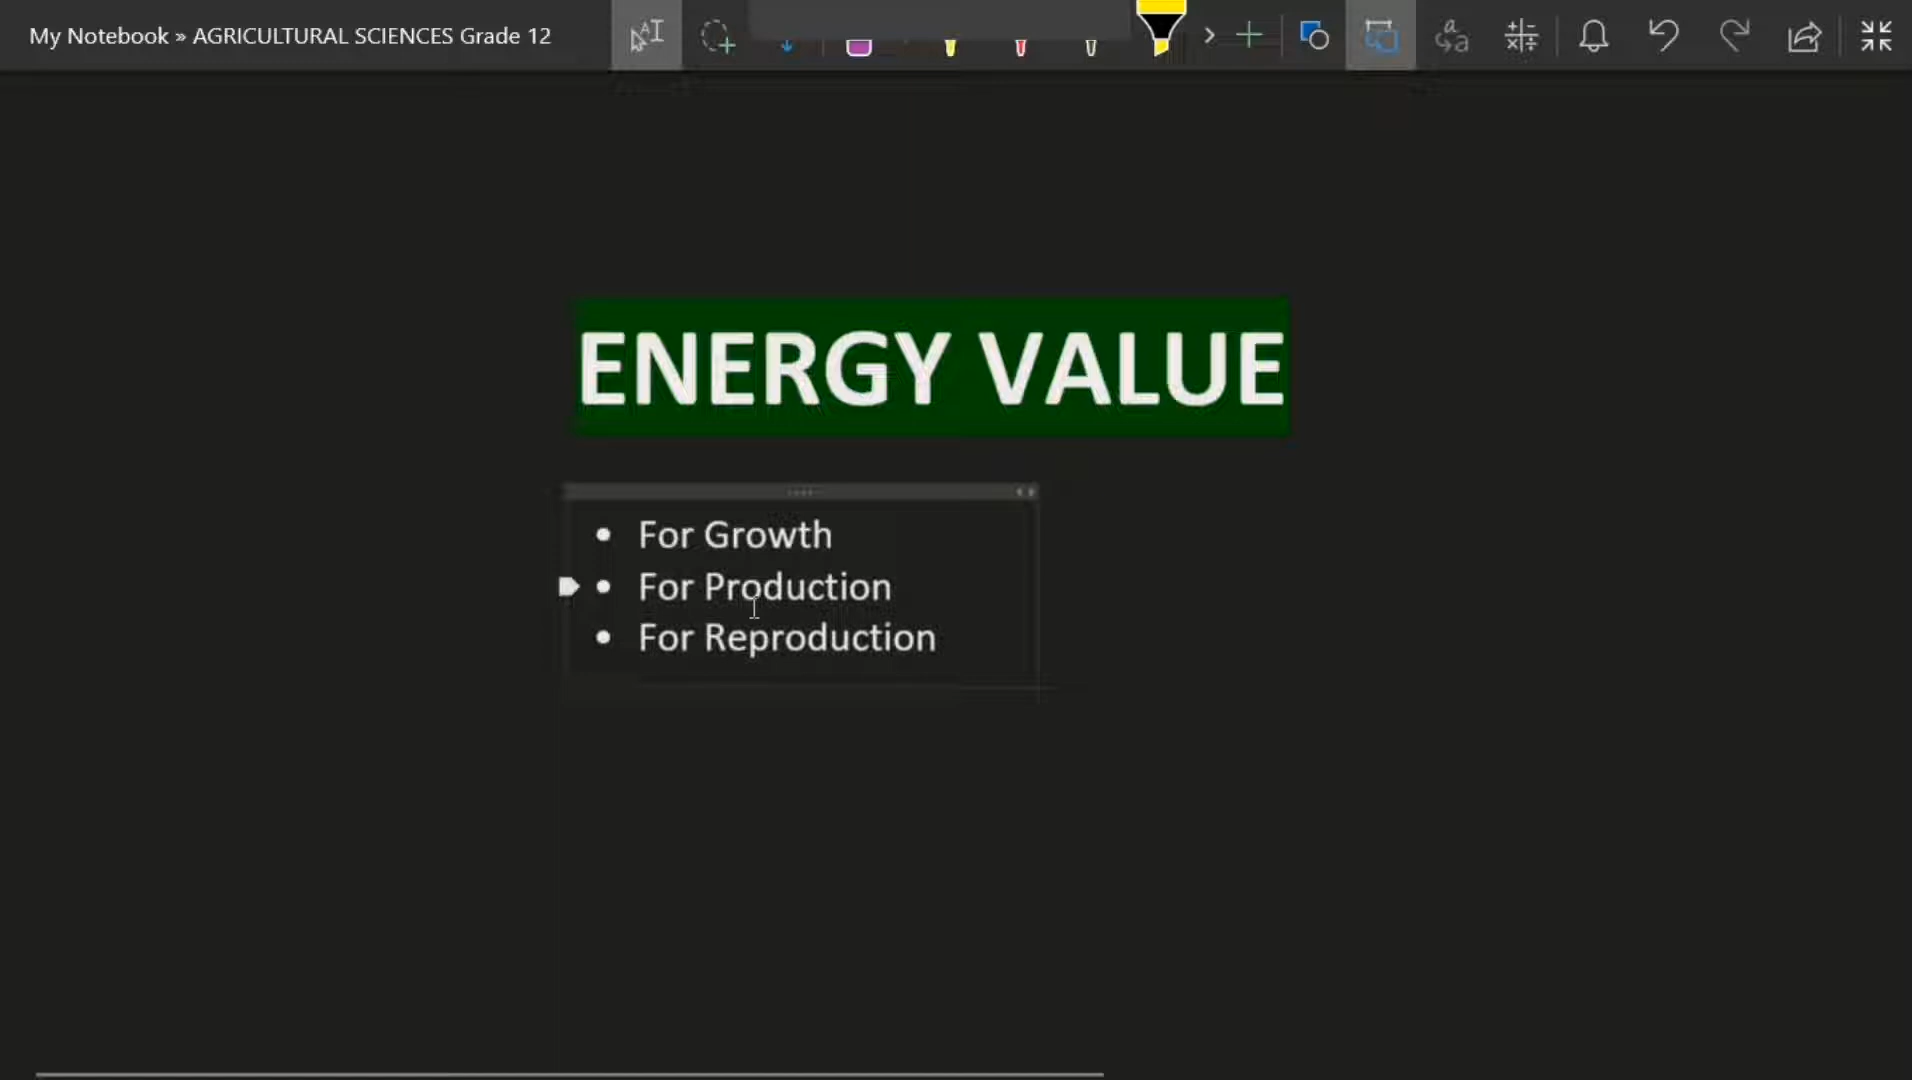 My Notebook » AGRICULTURAL SCIENCES Grade 12
ENERGY VALUE
• For Growth
• For Production
• For Reproduction